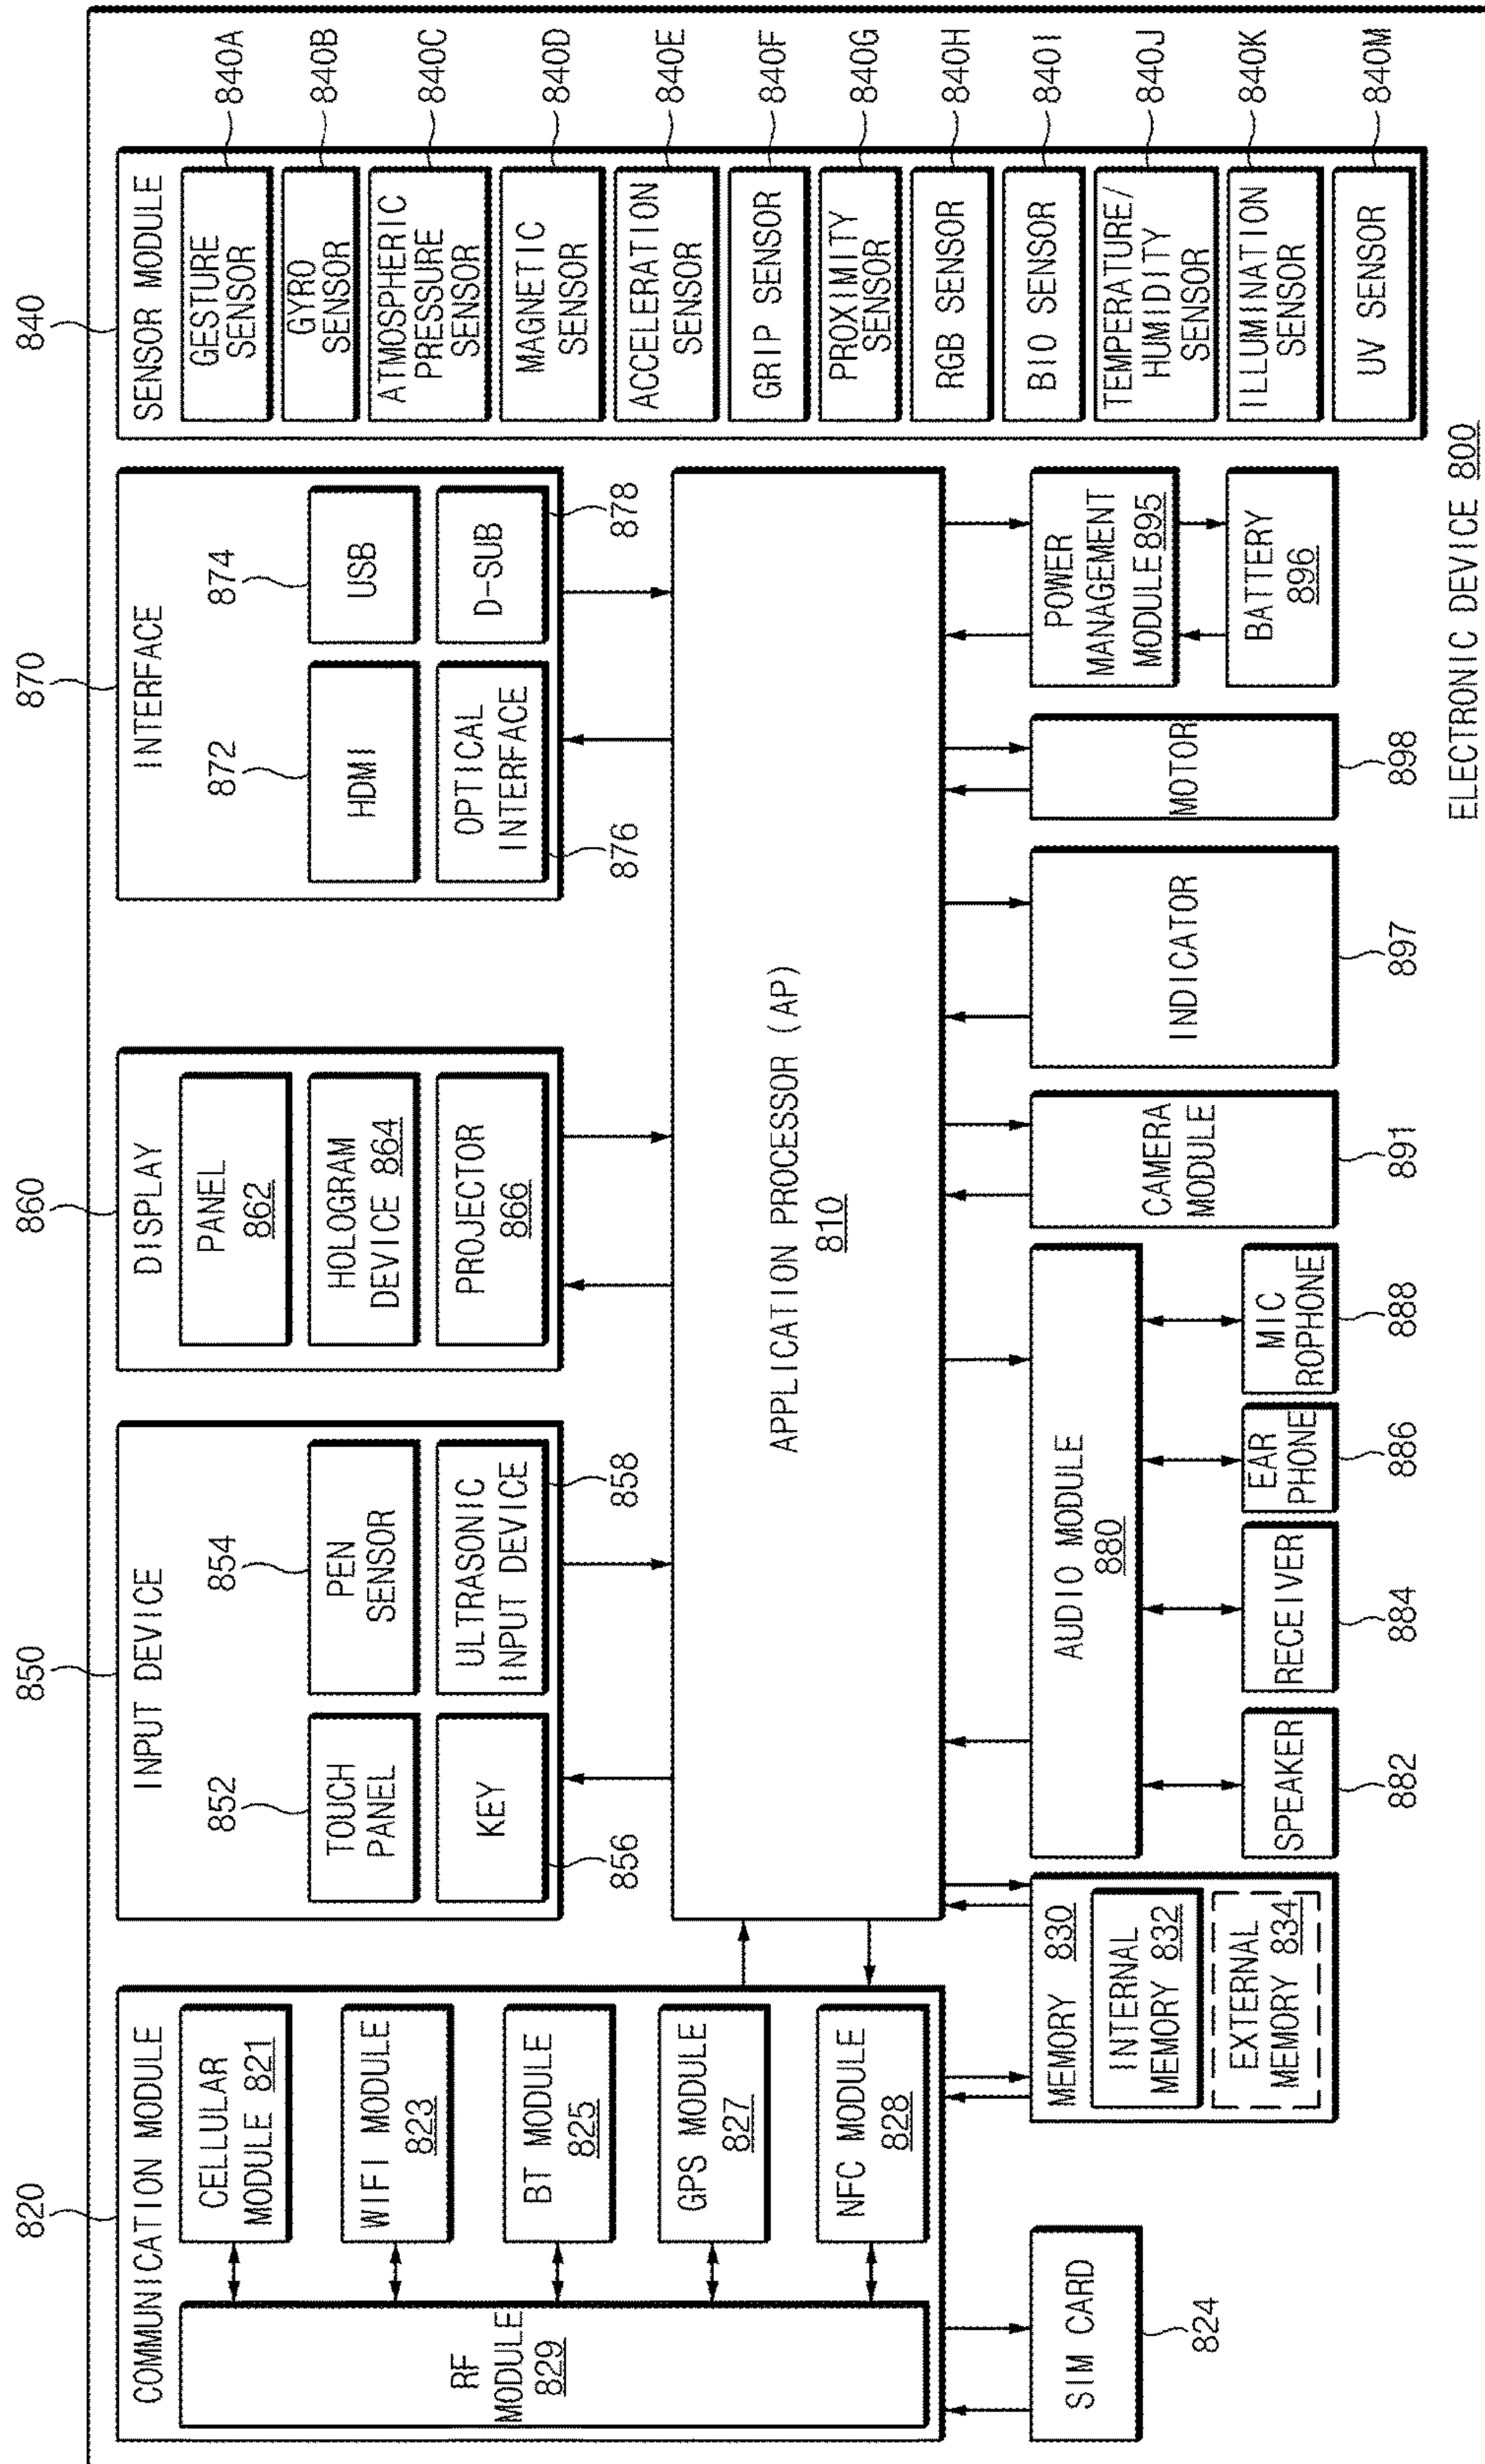 820
COMMUNICATION MODULE
RF
MODULE
829
CELLULAR
MODULE 821
WIFI MODULE
823
BT MODULE
825
GPS MODULE
827
NFC MODULE
828
850
INPUT DEVICE
852
854
TOUCH
PANEL
PEN
SENSOR
KEY
ULTRASONIC
INPUT DEVICE
856
858
860
DISPLAY
PANEL
862
HOLOGRAM
DEVICE 864
PROJECTOR
866
870
INTERFACE
872
874
HDMI
USB
OPTICAL
INTERFACE
D-SUB
876
878
840
SENSOR MODULE
GESTURE
SENSOR
840A
GYRO
SENSOR
840B
ATMOSPHERIC
PRESSURE
SENSOR
840C
MAGNETIC
SENSOR
840D
ACCELERATION
SENSOR
840E
GRIP SENSOR
840F
PROXIMITY
SENSOR
840G
RGB SENSOR
840H
BIO SENSOR
840I
TEMPERATURE/
HUMIDITY
SENSOR
840J
ILLUMINATION
SENSOR
840K
UV SENSOR
840M
APPLICATION PROCESSOR (AP)
810
SIM CARD
824
MEMORY 830
INTERNAL
MEMORY 832
EXTERNAL
MEMORY 834
AUDIO MODULE
880
SPEAKER
882
RECEIVER
884
EAR
PHONE
886
MIC
ROPHONE
888
CAMERA
MODULE
891
INDICATOR
897
MOTOR
898
POWER
MANAGEMENT
MODULE 895
BATTERY
896
ELECTRONIC DEVICE 800